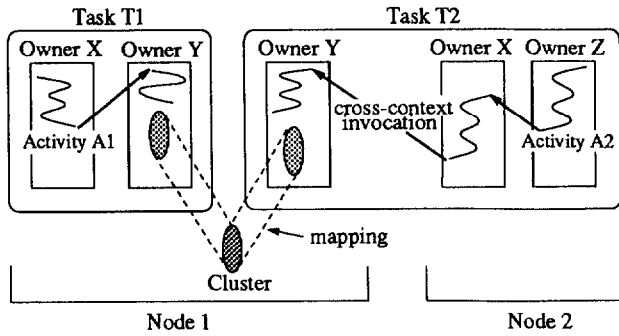 Task T1
Task T2
Owner X
Owner Y
Owner Y
Owner X
Owner Z
cross-context
invocation
Activity A1
Activity A2
mapping
Cluster
Node 1
Node 2